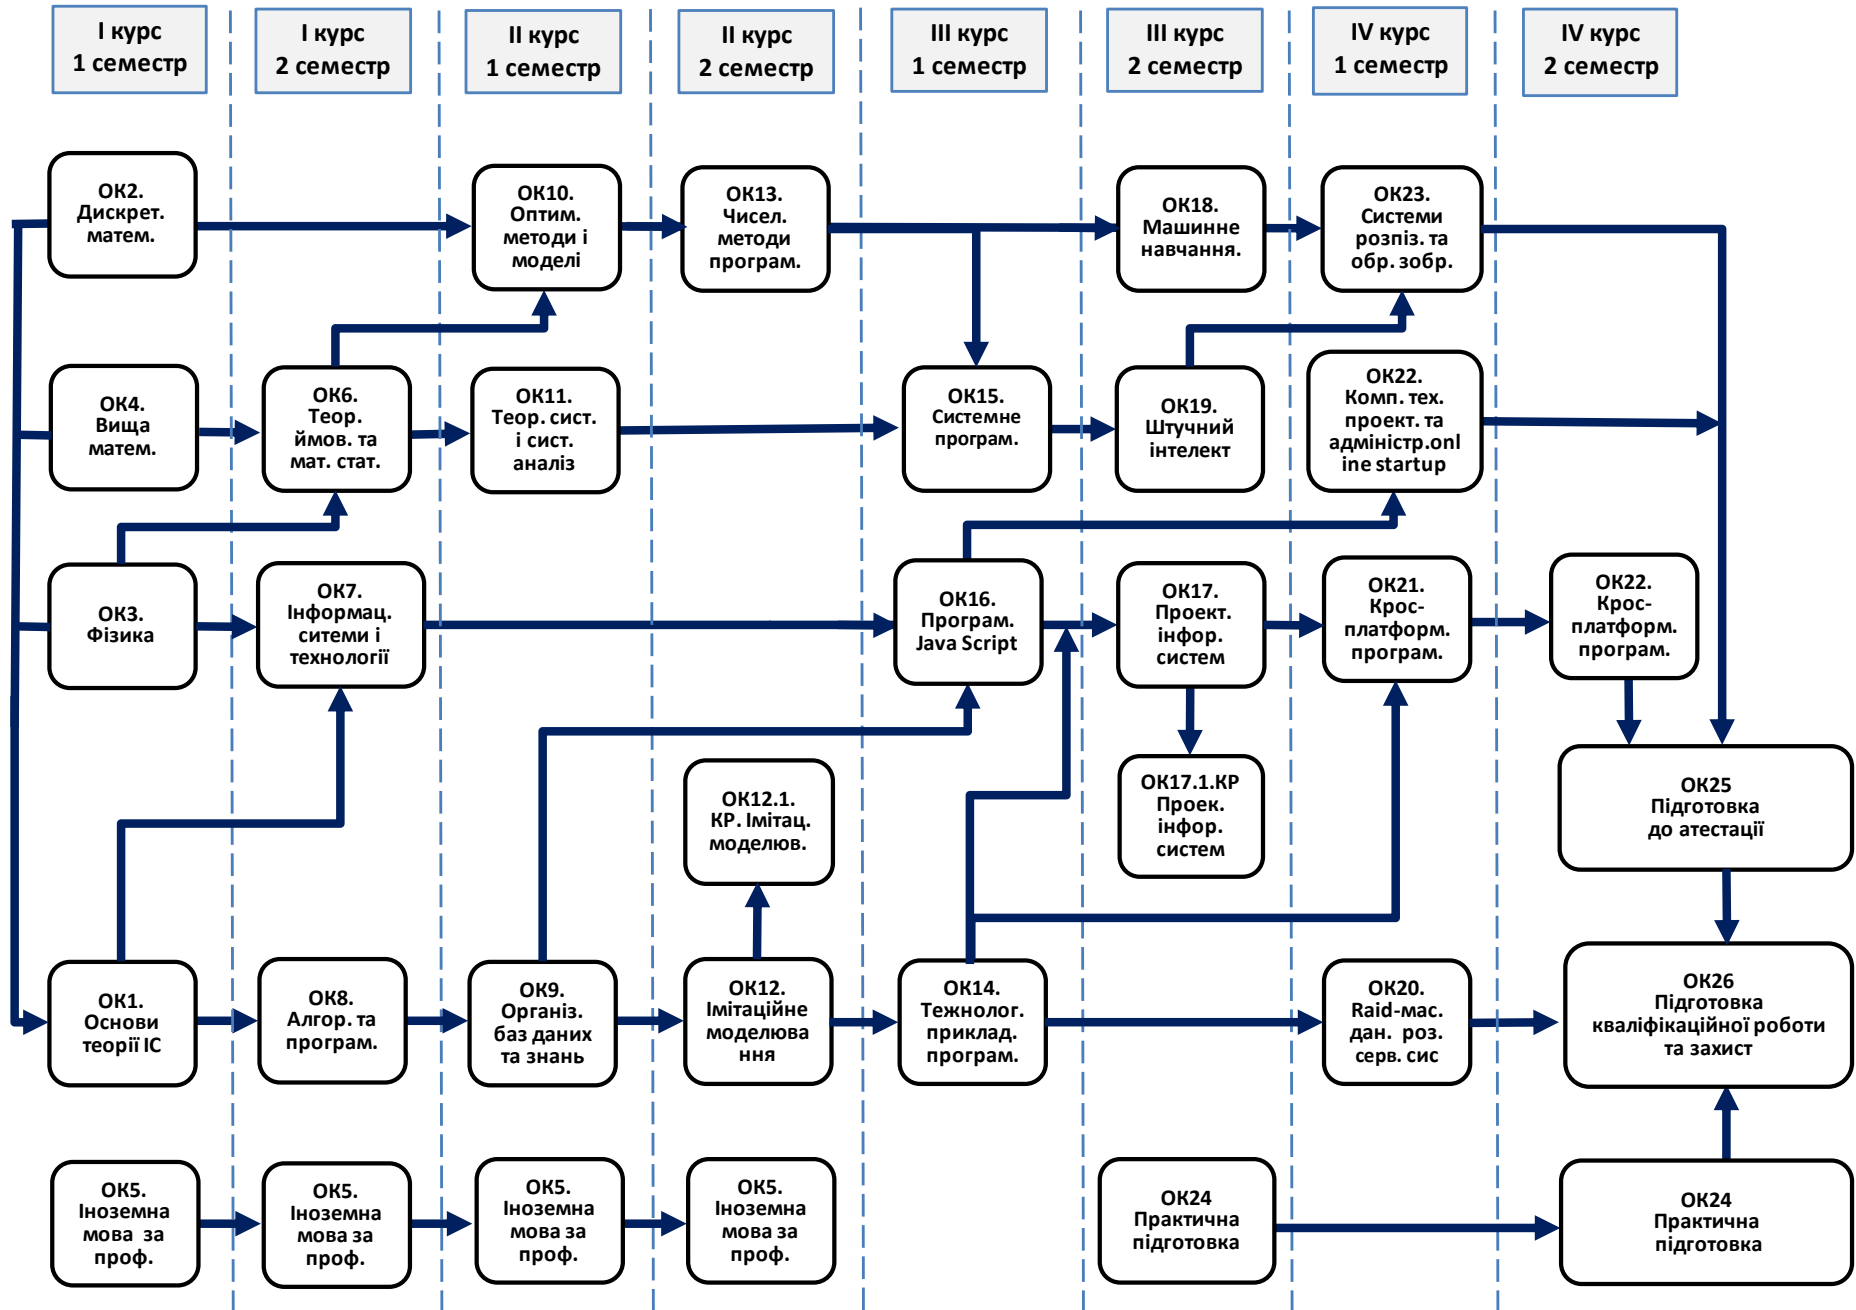 I курс
1 семестр
I курс
2 семестр
II курс
1 семестр
II курс
2 семестр
III курс
1 семестр
III курс
2 семестр
IV курс
1 семестр
IV курс
2 семестр
ОК2.
Дискрет.
матем.
ОК10.
Оптим.
методи і
моделі
ОК13.
Чисел.
методи
програм.
ОК18.
Машинне
навчання.
ОК23.
Системи
розпіз. та
обр. зобр.
ОК4.
Вища
матем.
ОК6.
Теор.
ймов. та
мат. стат.
ОК11.
Теор. сист.
і сист.
аналіз
ОК15.
Системне
програм.
ОК19.
Штучний
інтелект
ОК22.
Комп. тех.
проект. та
адміністр.onl
ine startup
ОК3.
Фізика
ОК7.
Інформац.
ситеми і
технології
ОК16.
Програм.
Java Script
ОК17.
Проект.
інфор.
систем
ОК21.
Крос-
платформ.
програм.
ОК22.
Крос-
платформ.
програм.
ОК12.1.
КР. Імітац.
моделюв.
ОК17.1.КР
Проек.
інфор.
систем
ОК25
Підготовка
до атестації
ОК1.
Основи
теорії ІС
ОК8.
Алгор. та
програм.
ОК9.
Організ.
баз даних
та знань
ОК12.
Імітаційне
моделюва
ння
ОК14.
Тежнолог.
приклад.
програм.
ОК20.
Raid-мас.
дан. роз.
серв. сис
ОК26
Підготовка
кваліфікаційної роботи
та захист
ОК5.
Іноземна
мова за
проф.
ОК5.
Іноземна
мова за
проф.
ОК5.
Іноземна
мова за
проф.
ОК5.
Іноземна
мова за
проф.
ОК24
Практична
підготовка
ОК24
Практична
підготовка